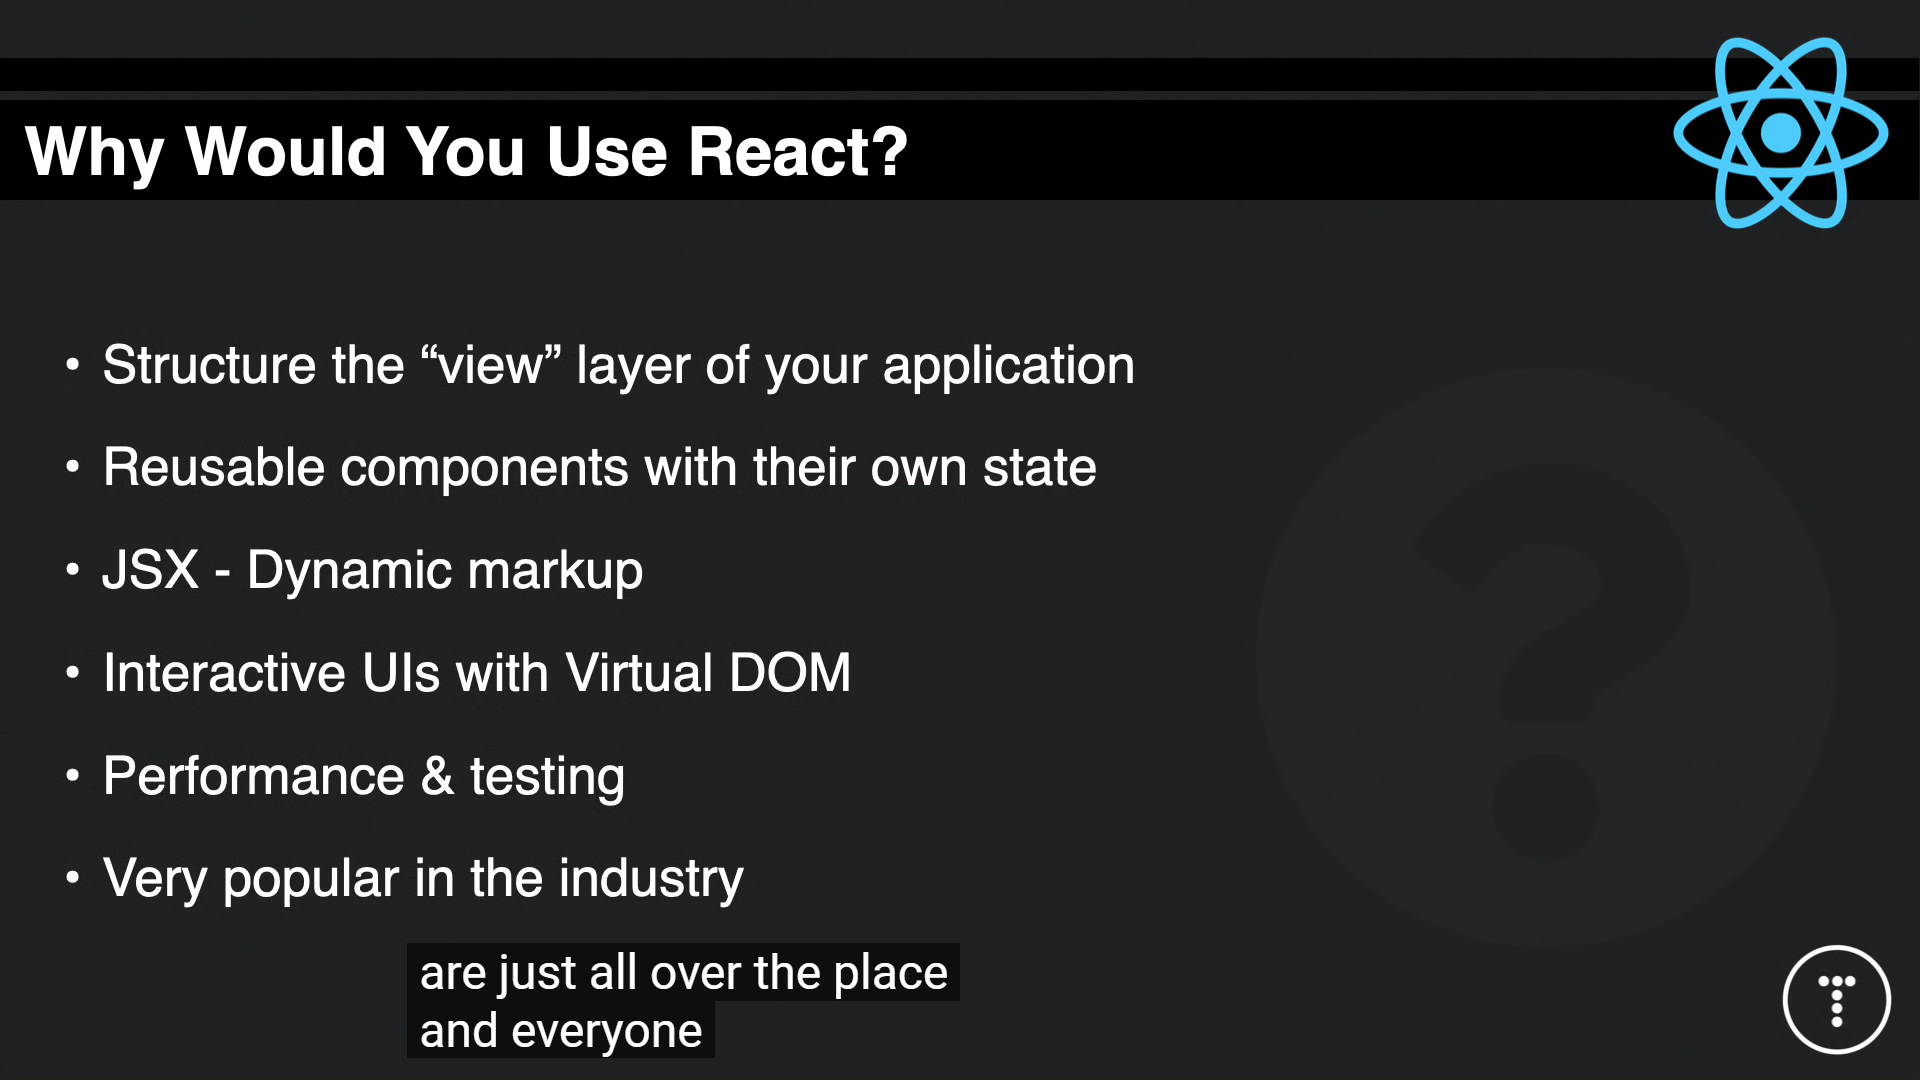 Why Would You Use React?
• Structure the “view” layer of your application
• Reusable components with their own state
• JSX - Dynamic markup
• Interactive UIs with Virtual DOM
• Performance & testing
• Very popular in the industry
are just all over the place
and everyone
T